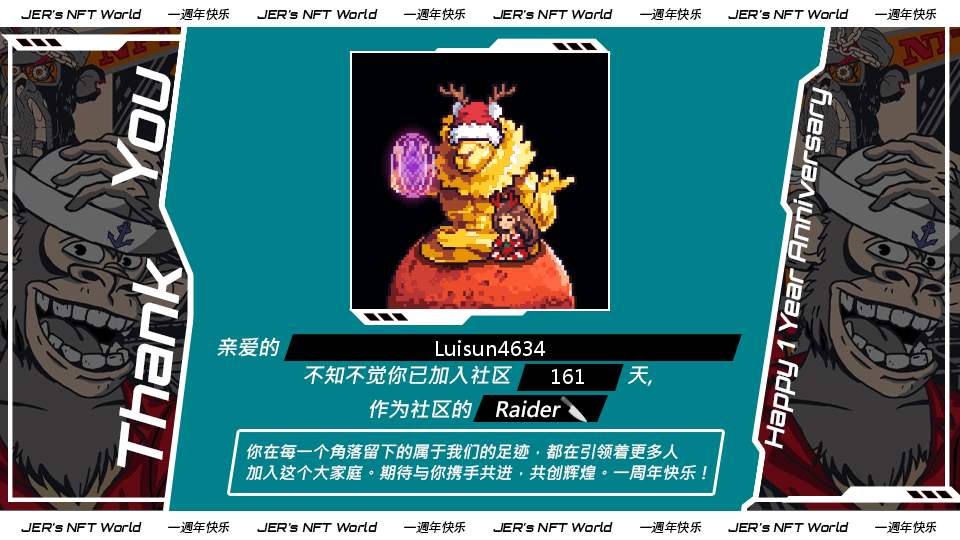 JER's NFT World 一週年快乐 JER's NFT World 一週年快乐 JER's NFT World 一週年快乐 JER's NFT World 一週年快乐
Thank You
Happy 1 Year Anniversary
亲爱的 Luisun4634
不知不觉你已加入社区 161 天,
作为社区的 Raider🔪
你在每一个角落留下的属于我们的足迹，都在引领着更多人
加入这个大家庭。期待与你携手共进，共创辉煌。一周年快乐！
JER's NFT World 一週年快乐 JER's NFT World 一週年快乐 JER's NFT World 一週年快乐 JER's NFT World 一週年快乐